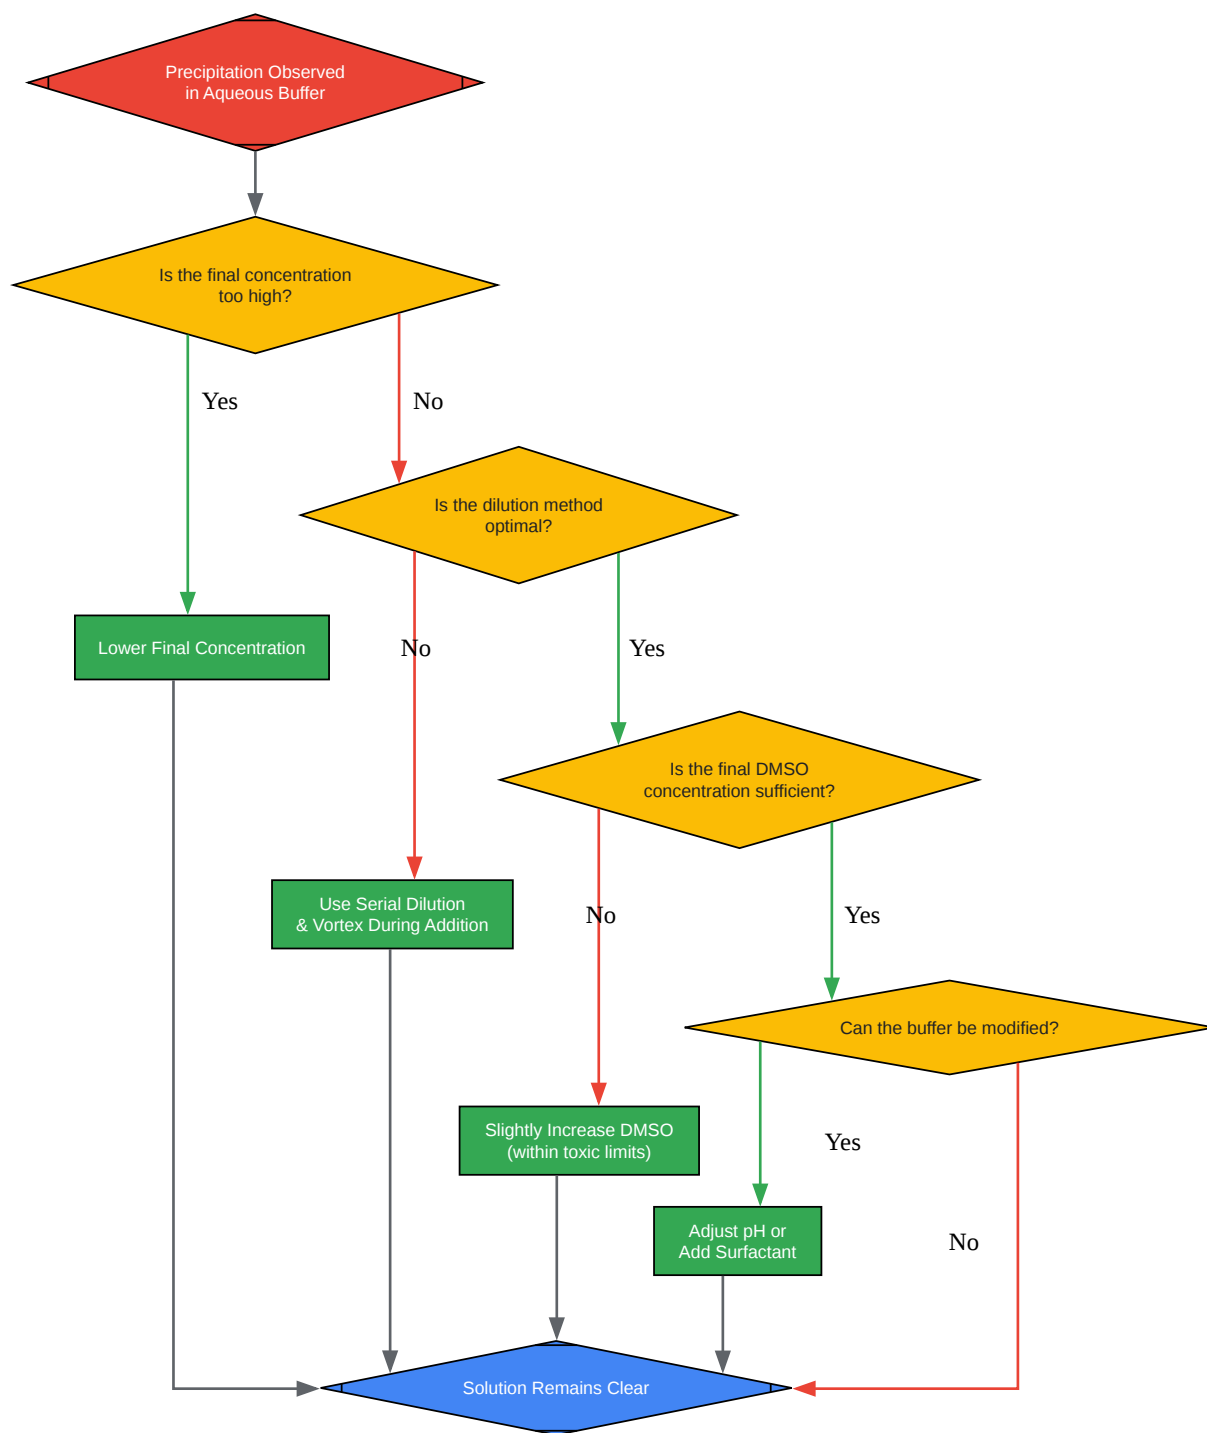 Precipitation Observed
in Aqueous Buffer
Is the final concentration
too high?
Yes
No
Is the dilution method
optimal?
Lower Final Concentration
No
Yes
Is the final DMSO
concentration sufficient?
Use Serial Dilution
& Vortex During Addition
No
Yes
Can the buffer be modified?
Slightly Increase DMSO
(within toxic limits)
Yes
Adjust pH or
Add Surfactant
No
Solution Remains Clear